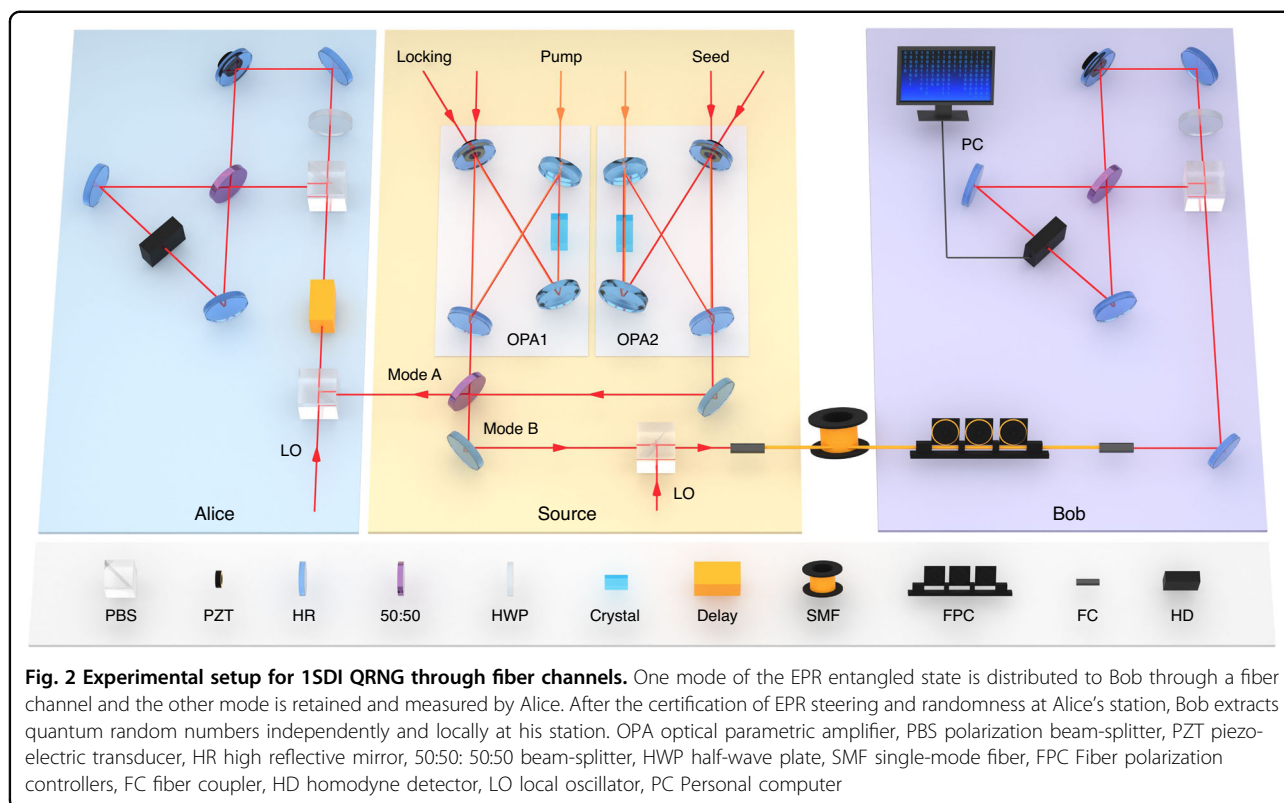 Locking Pump Seed
PC
OPA1 OPA2
Mode A
Mode B
LO
LO
Alice Source Bob
PBS PZT HR 50:50 HWP Crystal Delay SMF FPC FC HD
Fig. 2 Experimental setup for 1SDI QRNG through fiber channels. One mode of the EPR entangled state is distributed to Bob through a fiber
channel and the other mode is retained and measured by Alice. After the certification of EPR steering and randomness at Alice's station, Bob extracts
quantum random numbers independently and locally at his station. OPA optical parametric amplifier, PBS polarization beam-splitter, PZT piezo-
electric transducer, HR high reflective mirror, 50:50: 50:50 beam-splitter, HWP half-wave plate, SMF single-mode fiber, FPC Fiber polarization
controllers, FC fiber coupler, HD homodyne detector, LO local oscillator, PC Personal computer